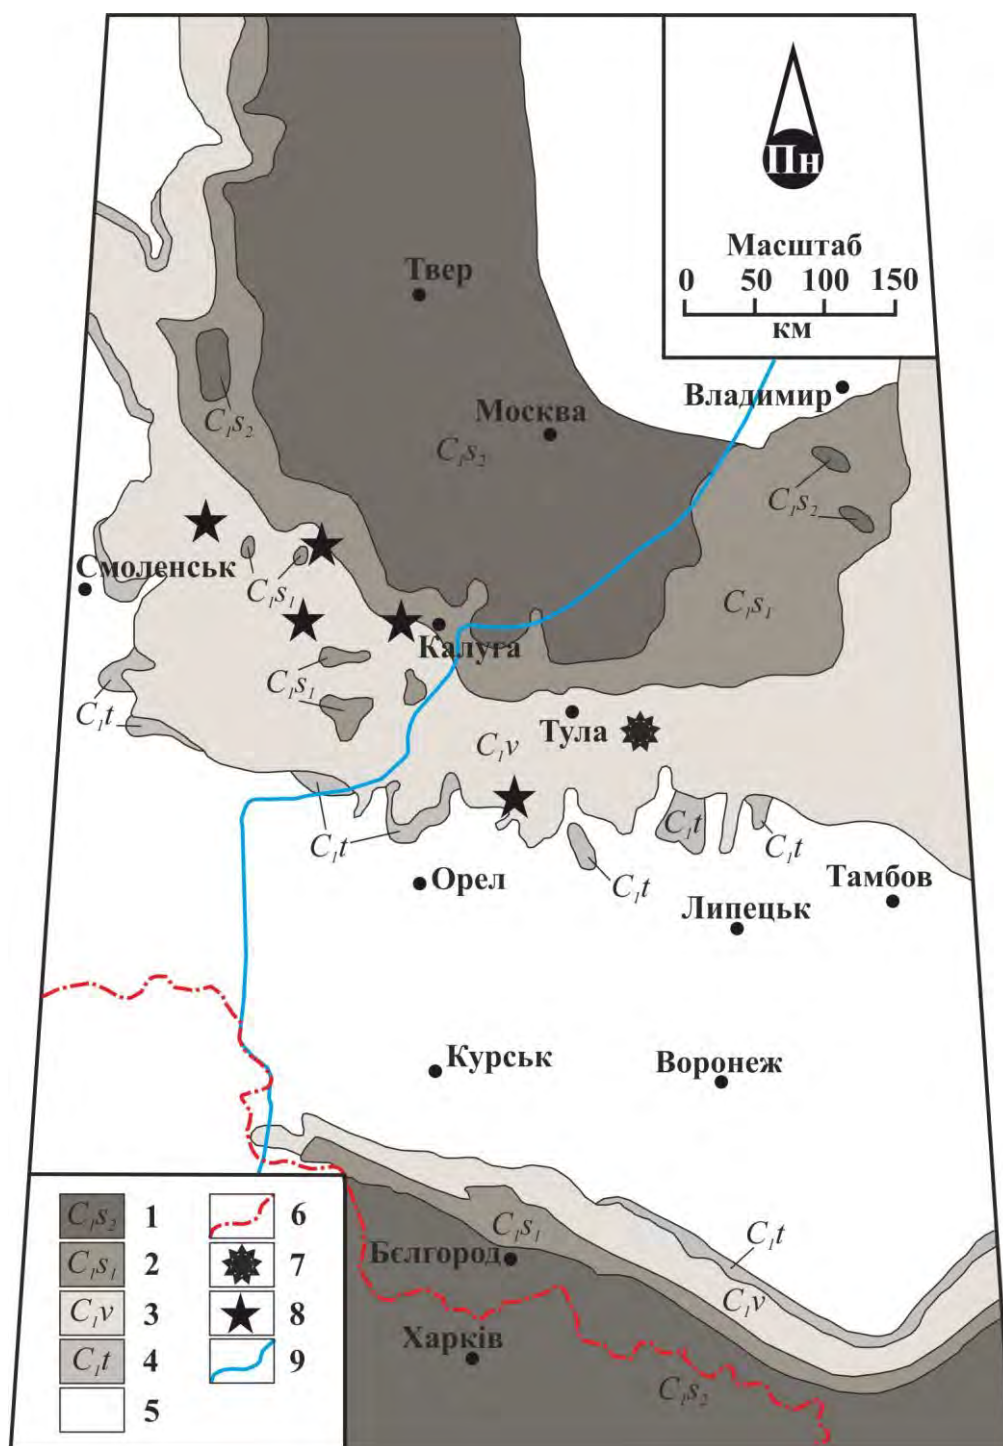 Пн
Масштаб
0 50 100 150
км
Твер
Владимир
Москва
C₁s₂
C₁s₂
C₁s₂
Смоленськ
C₁s₁
C₁s₁
Калуга
C₁s₁
C₁t
Тула
C₁v
C₁t
C₁t
C₁t
C₁t
Орел
Тамбов
Липецьк
Курськ
Воронеж
C₁s₂ 1
C₁s₁ 2
C₁v 3
C₁t 4
5
6
7
8
9
C₁s₁
C₁t
Бєлгород
C₁v
Харків
C₁s₂